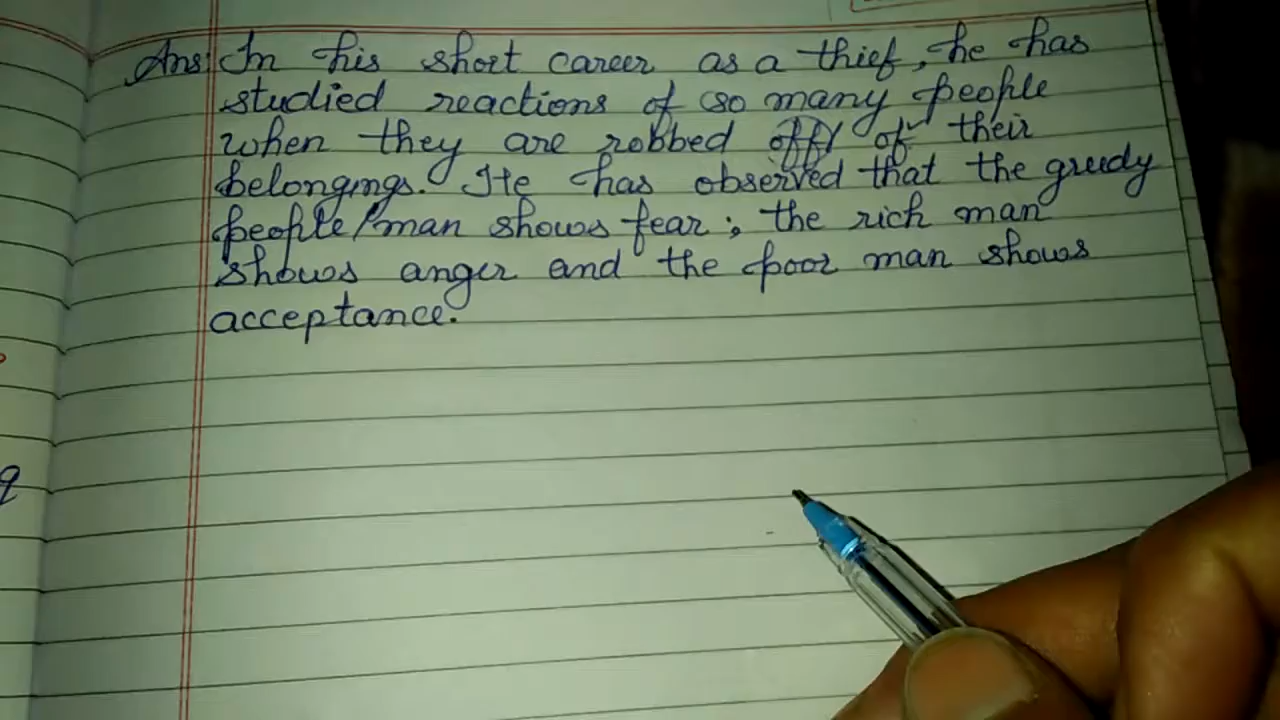 Ans In his short career as a thief, he has
studied reactions of so many people
when they are robbed off of their
belongings. He has observed that the greedy
people/man shows fear; the rich man
shows anger and the poor man shows
acceptance.
9